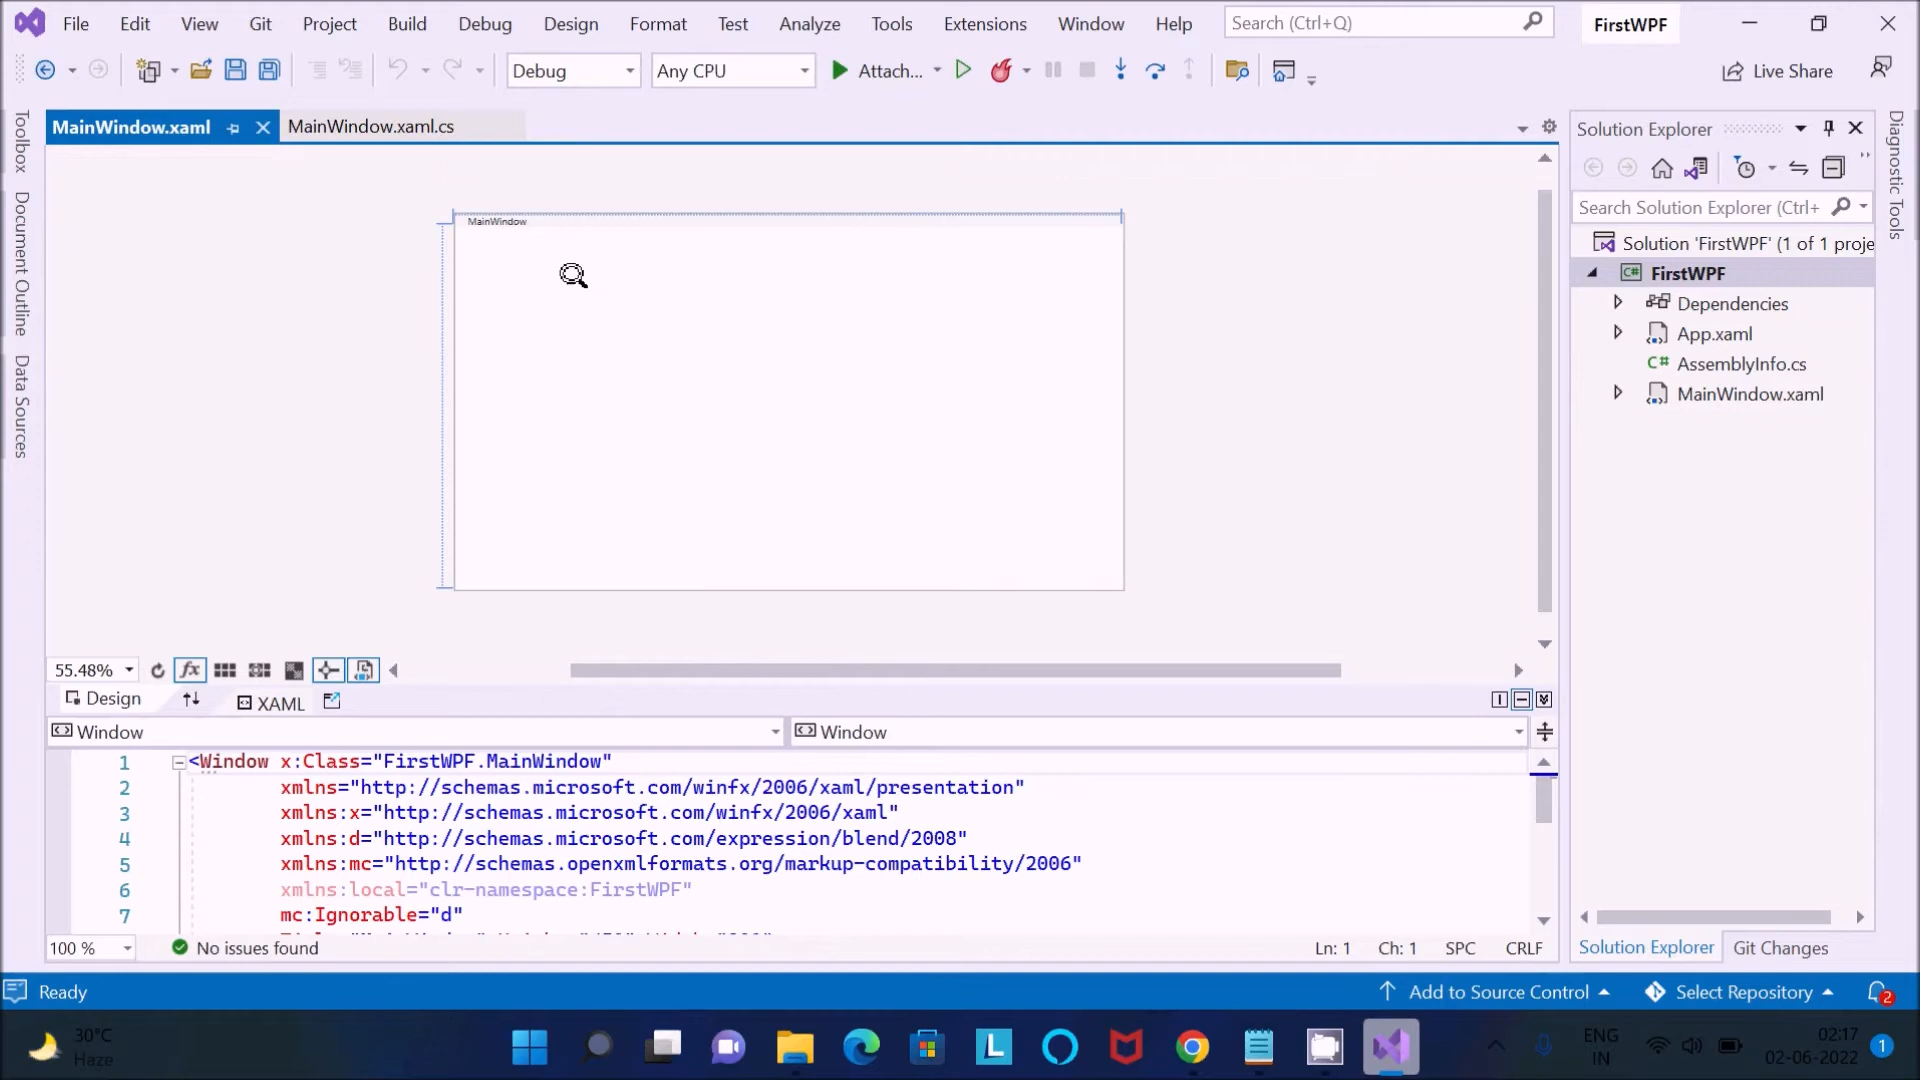 File Edit View Git Project Build Debug Design Format Test Analyze Tools Extensions Window Help Search (Ctrl+Q) FirstWPF
Debug Any CPU Attach... Live Share
MainWindow.xaml MainWindow.xaml.cs
Toolbox
Document Outline
Data Sources
MainWindow
55.48%
Design XAML
Window Window
1 <Window x:Class="FirstWPF.MainWindow"
2 xmlns="http://schemas.microsoft.com/winfx/2006/xaml/presentation"
3 xmlns:x="http://schemas.microsoft.com/winfx/2006/xaml"
4 xmlns:d="http://schemas.microsoft.com/expression/blend/2008"
5 xmlns:mc="http://schemas.openxmlformats.org/markup-compatibility/2006"
6 xmlns:local="clr-namespace:FirstWPF"
7 mc:Ignorable="d"
100 % No issues found Ln: 1 Ch: 1 SPC CRLF
Solution Explorer
Search Solution Explorer (Ctrl+
Solution 'FirstWPF' (1 of 1 proje
C# FirstWPF
Dependencies
App.xaml
C# AssemblyInfo.cs
MainWindow.xaml
Solution Explorer Git Changes
Diagnostic Tools
Ready Add to Source Control Select Repository 2
30°C
Haze
L
ENG
IN
02:17
02-06-2022
1